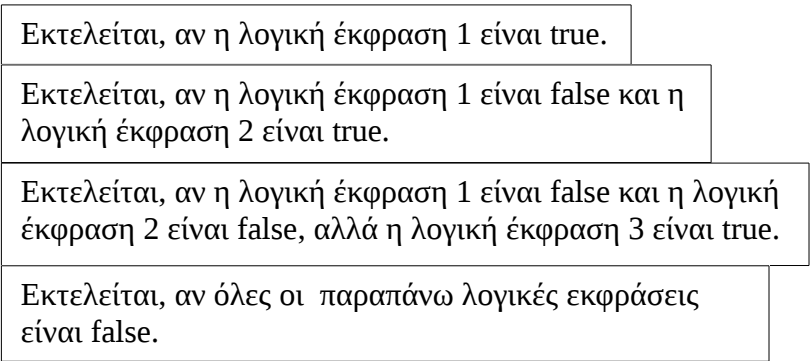 Εκτελείται, αν η λογική έκφραση 1 είναι true.
Εκτελείται, αν η λογική έκφραση 1 είναι false και η
λογική έκφραση 2 είναι true.
Εκτελείται, αν η λογική έκφραση 1 είναι false και η λογική
έκφραση 2 είναι false, αλλά η λογική έκφραση 3 είναι true.
Εκτελείται, αν όλες οι παραπάνω λογικές εκφράσεις
είναι false.